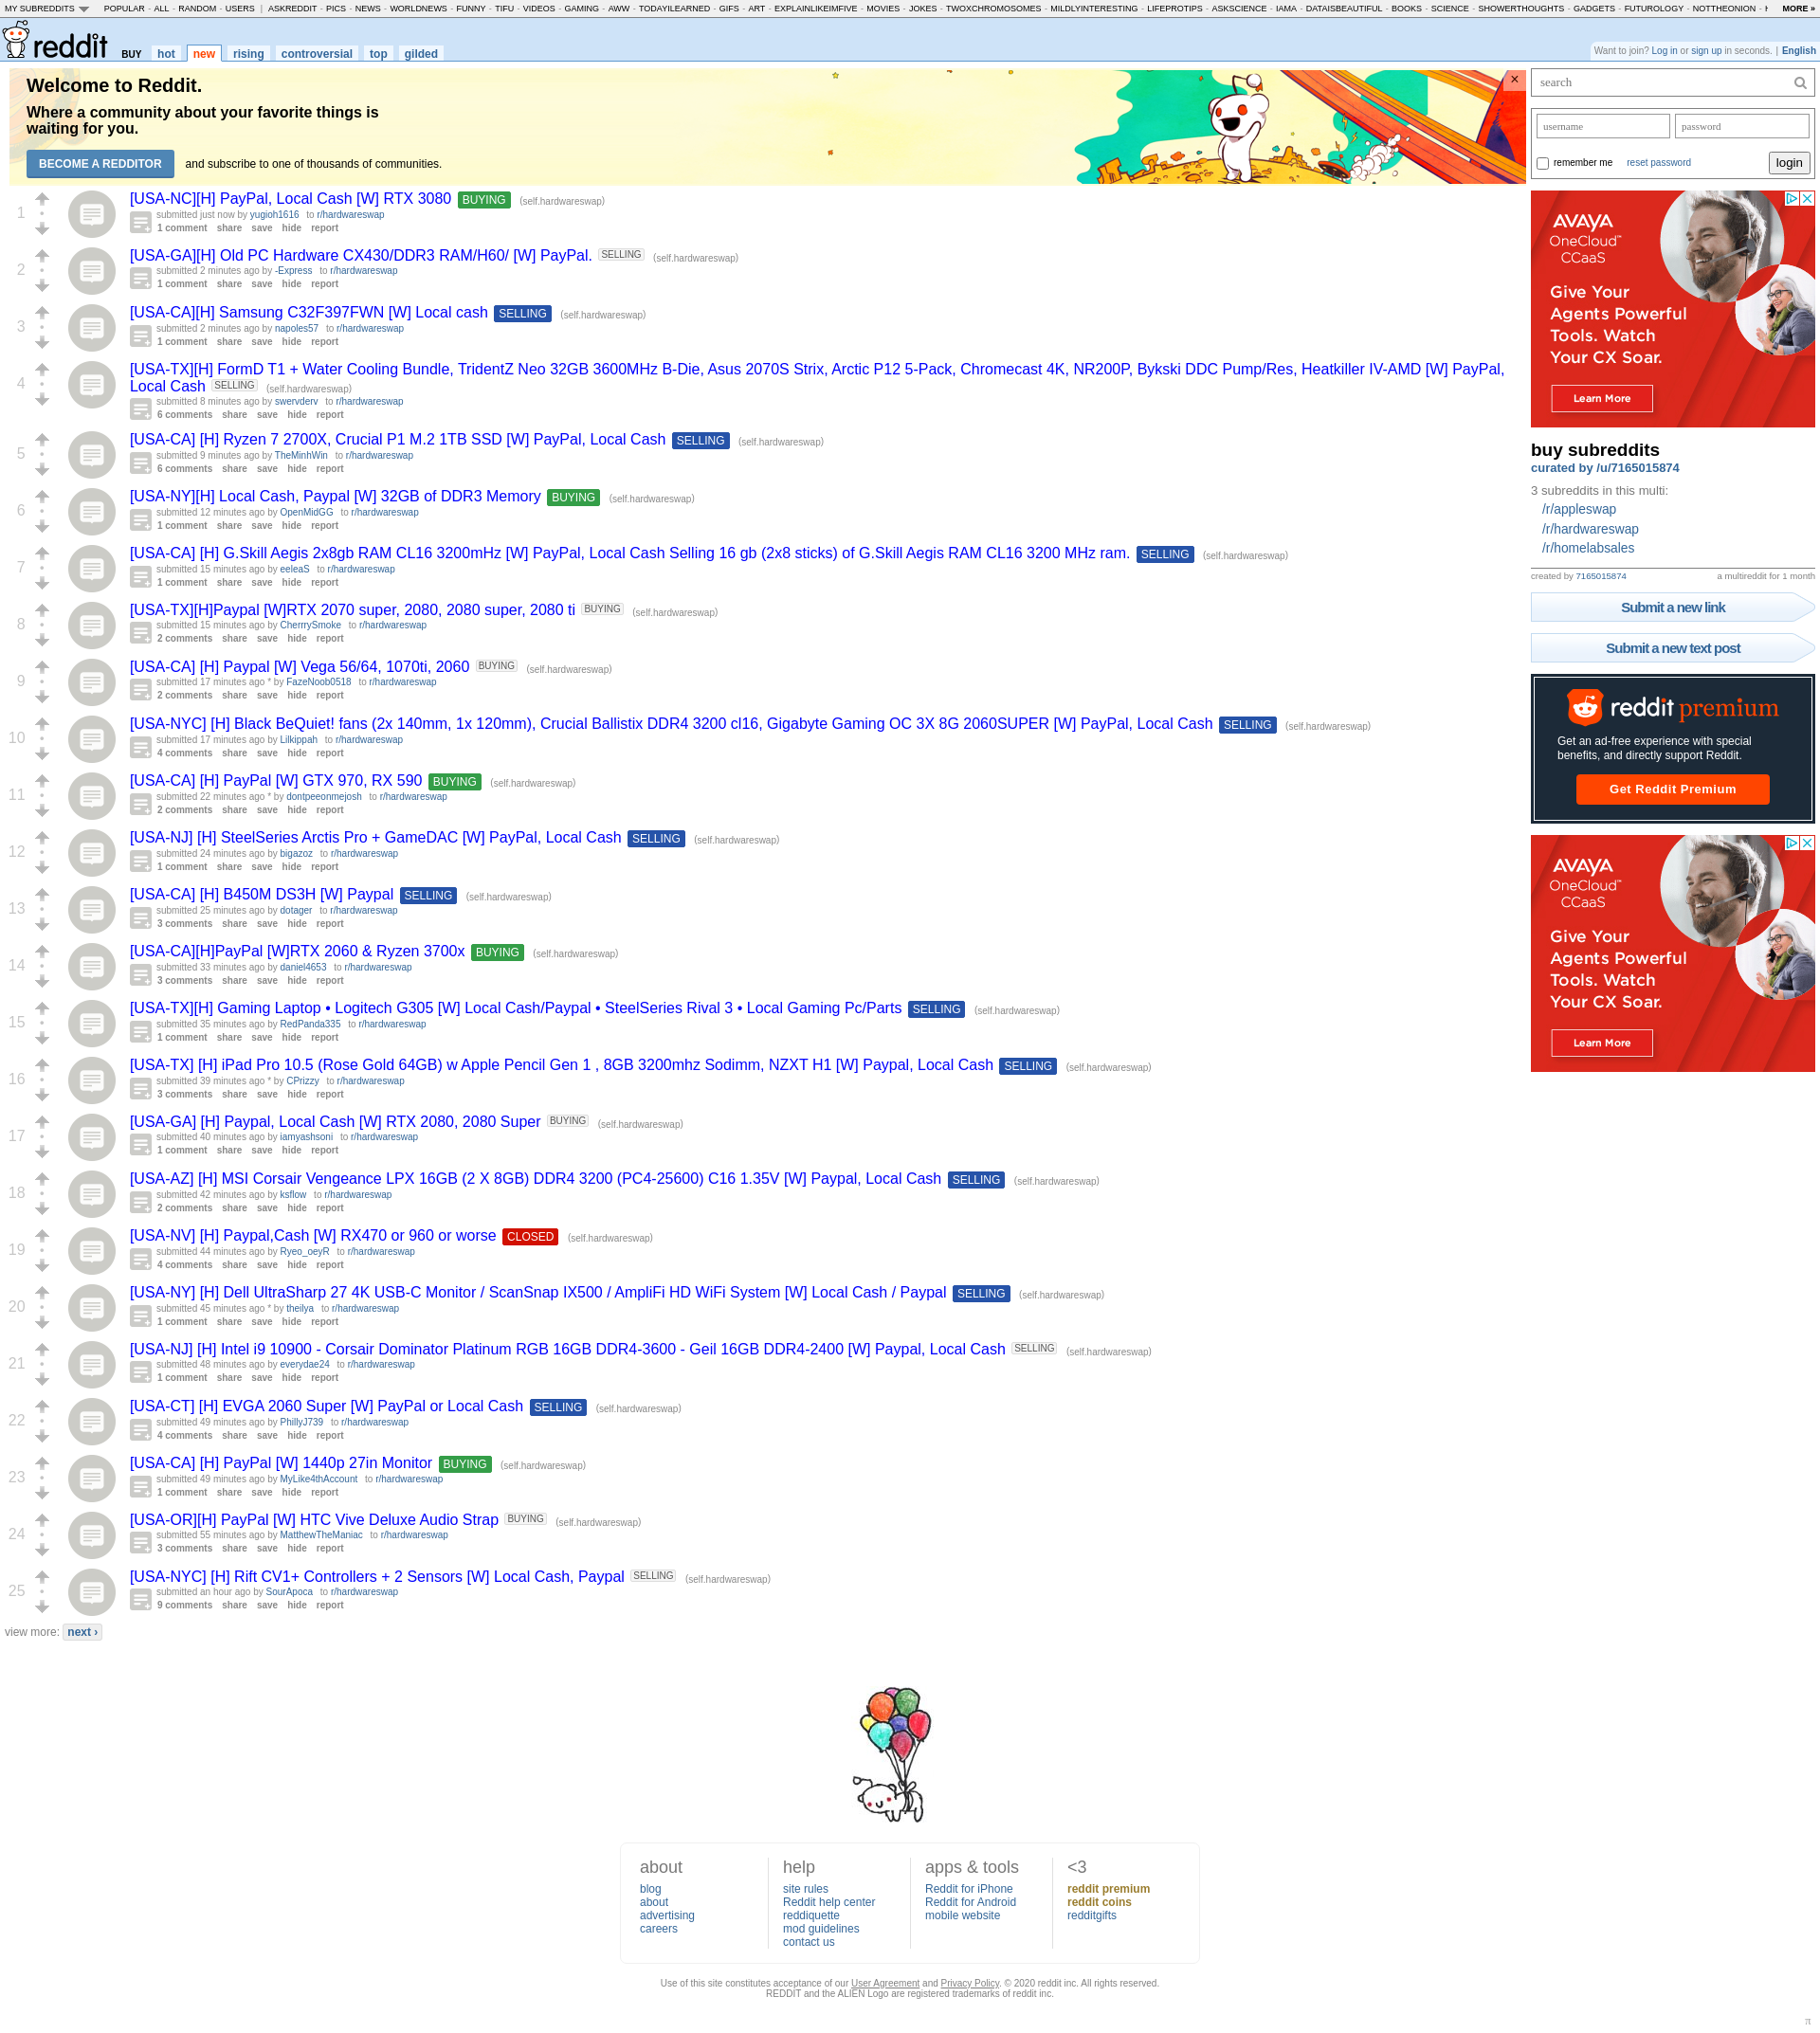 MY SUBREDDITS POPULAR - ALL - RANDOM - USERS | ASKREDDIT - PICS - NEWS - WORLDNEWS - FUNNY - TIFU - VIDEOS - GAMING - AWW - TODAYILEARNED - GIFS - ART - EXPLAINLIKEIMFIVE - MOVIES - JOKES - TWOXCHROMOSOMES - MILDLYINTERESTING - LIFEPROTIPS - ASKSCIENCE - IAMA - DATAISBEAUTIFUL - BOOKS - SCIENCE - SHOWERTHOUGHTS - GADGETS - FUTUROLOGY - NOTTHEONION - MORE »
reddit BUY hot new rising controversial top gilded
Want to join? Log in or sign up in seconds. | English
Welcome to Reddit.
Where a community about your favorite things is
waiting for you.
BECOME A REDDITOR and subscribe to one of thousands of communities.
×
1
[USA-NC][H] PayPal, Local Cash [W] RTX 3080 BUYING (self.hardwareswap)
submitted just now by yugioh1616 to r/hardwareswap
1 comment share save hide report
2
[USA-GA][H] Old PC Hardware CX430/DDR3 RAM/H60/ [W] PayPal. SELLING (self.hardwareswap)
submitted 2 minutes ago by -Express to r/hardwareswap
1 comment share save hide report
3
[USA-CA][H] Samsung C32F397FWN [W] Local cash SELLING (self.hardwareswap)
submitted 2 minutes ago by napoles57 to r/hardwareswap
1 comment share save hide report
4
[USA-TX][H] FormD T1 + Water Cooling Bundle, TridentZ Neo 32GB 3600MHz B-Die, Asus 2070S Strix, Arctic P12 5-Pack, Chromecast 4K, NR200P, Bykski DDC Pump/Res, Heatkiller IV-AMD [W] PayPal,
Local Cash SELLING (self.hardwareswap)
submitted 8 minutes ago by swervderv to r/hardwareswap
6 comments share save hide report
5
[USA-CA] [H] Ryzen 7 2700X, Crucial P1 M.2 1TB SSD [W] PayPal, Local Cash SELLING (self.hardwareswap)
submitted 9 minutes ago by TheMinhWin to r/hardwareswap
6 comments share save hide report
6
[USA-NY][H] Local Cash, Paypal [W] 32GB of DDR3 Memory BUYING (self.hardwareswap)
submitted 12 minutes ago by OpenMidGG to r/hardwareswap
1 comment share save hide report
7
[USA-CA] [H] G.Skill Aegis 2x8gb RAM CL16 3200mHz [W] PayPal, Local Cash Selling 16 gb (2x8 sticks) of G.Skill Aegis RAM CL16 3200 MHz ram. SELLING (self.hardwareswap)
submitted 15 minutes ago by eeleaS to r/hardwareswap
1 comment share save hide report
8
[USA-TX][H]Paypal [W]RTX 2070 super, 2080, 2080 super, 2080 ti BUYING (self.hardwareswap)
submitted 15 minutes ago by CherrrySmoke to r/hardwareswap
2 comments share save hide report
9
[USA-CA] [H] Paypal [W] Vega 56/64, 1070ti, 2060 BUYING (self.hardwareswap)
submitted 17 minutes ago * by FazeNoob0518 to r/hardwareswap
2 comments share save hide report
10
[USA-NYC] [H] Black BeQuiet! fans (2x 140mm, 1x 120mm), Crucial Ballistix DDR4 3200 cl16, Gigabyte Gaming OC 3X 8G 2060SUPER [W] PayPal, Local Cash SELLING (self.hardwareswap)
submitted 17 minutes ago by Lilkippah to r/hardwareswap
4 comments share save hide report
11
[USA-CA] [H] PayPal [W] GTX 970, RX 590 BUYING (self.hardwareswap)
submitted 22 minutes ago * by dontpeeonmejosh to r/hardwareswap
2 comments share save hide report
12
[USA-NJ] [H] SteelSeries Arctis Pro + GameDAC [W] PayPal, Local Cash SELLING (self.hardwareswap)
submitted 24 minutes ago by bigazoz to r/hardwareswap
1 comment share save hide report
13
[USA-CA] [H] B450M DS3H [W] Paypal SELLING (self.hardwareswap)
submitted 25 minutes ago by dotager to r/hardwareswap
3 comments share save hide report
14
[USA-CA][H]PayPal [W]RTX 2060 & Ryzen 3700x BUYING (self.hardwareswap)
submitted 33 minutes ago by daniel4653 to r/hardwareswap
3 comments share save hide report
15
[USA-TX][H] Gaming Laptop • Logitech G305 [W] Local Cash/Paypal • SteelSeries Rival 3 • Local Gaming Pc/Parts SELLING (self.hardwareswap)
submitted 35 minutes ago by RedPanda335 to r/hardwareswap
1 comment share save hide report
16
[USA-TX] [H] iPad Pro 10.5 (Rose Gold 64GB) w Apple Pencil Gen 1 , 8GB 3200mhz Sodimm, NZXT H1 [W] Paypal, Local Cash SELLING (self.hardwareswap)
submitted 39 minutes ago * by CPrizzy to r/hardwareswap
3 comments share save hide report
17
[USA-GA] [H] Paypal, Local Cash [W] RTX 2080, 2080 Super BUYING (self.hardwareswap)
submitted 40 minutes ago by iamyashsoni to r/hardwareswap
1 comment share save hide report
18
[USA-AZ] [H] MSI Corsair Vengeance LPX 16GB (2 X 8GB) DDR4 3200 (PC4-25600) C16 1.35V [W] Paypal, Local Cash SELLING (self.hardwareswap)
submitted 42 minutes ago by ksflow to r/hardwareswap
2 comments share save hide report
19
[USA-NV] [H] Paypal,Cash [W] RX470 or 960 or worse CLOSED (self.hardwareswap)
submitted 44 minutes ago by Ryeo_oeyR to r/hardwareswap
4 comments share save hide report
20
[USA-NY] [H] Dell UltraSharp 27 4K USB-C Monitor / ScanSnap IX500 / AmpliFi HD WiFi System [W] Local Cash / Paypal SELLING (self.hardwareswap)
submitted 45 minutes ago * by theilya to r/hardwareswap
1 comment share save hide report
21
[USA-NJ] [H] Intel i9 10900 - Corsair Dominator Platinum RGB 16GB DDR4-3600 - Geil 16GB DDR4-2400 [W] Paypal, Local Cash SELLING (self.hardwareswap)
submitted 48 minutes ago by everydae24 to r/hardwareswap
1 comment share save hide report
22
[USA-CT] [H] EVGA 2060 Super [W] PayPal or Local Cash SELLING (self.hardwareswap)
submitted 49 minutes ago by PhillyJ739 to r/hardwareswap
4 comments share save hide report
23
[USA-CA] [H] PayPal [W] 1440p 27in Monitor BUYING (self.hardwareswap)
submitted 49 minutes ago by MyLike4thAccount to r/hardwareswap
1 comment share save hide report
24
[USA-OR][H] PayPal [W] HTC Vive Deluxe Audio Strap BUYING (self.hardwareswap)
submitted 55 minutes ago by MatthewTheManiac to r/hardwareswap
3 comments share save hide report
25
[USA-NYC] [H] Rift CV1+ Controllers + 2 Sensors [W] Local Cash, Paypal SELLING (self.hardwareswap)
submitted an hour ago by SourApoca to r/hardwareswap
9 comments share save hide report
view more: next ›
search
username password
remember me reset password login
AVAYA
OneCloud™
CCaaS
Give Your
Agents Powerful
Tools. Watch
Your CX Soar.
Learn More
buy subreddits
curated by /u/7165015874
3 subreddits in this multi:
/r/appleswap
/r/hardwareswap
/r/homelabsales
created by 7165015874 a multireddit for 1 month
Submit a new link
Submit a new text post
reddit premium
Get an ad-free experience with special
benefits, and directly support Reddit.
Get Reddit Premium
AVAYA
OneCloud™
CCaaS
Give Your
Agents Powerful
Tools. Watch
Your CX Soar.
Learn More
about
blog
about
advertising
careers
help
site rules
Reddit help center
reddiquette
mod guidelines
contact us
apps & tools
Reddit for iPhone
Reddit for Android
mobile website
<3
reddit premium
reddit coins
redditgifts
Use of this site constitutes acceptance of our User Agreement and Privacy Policy. © 2020 reddit inc. All rights reserved.
REDDIT and the ALIEN Logo are registered trademarks of reddit inc.
π